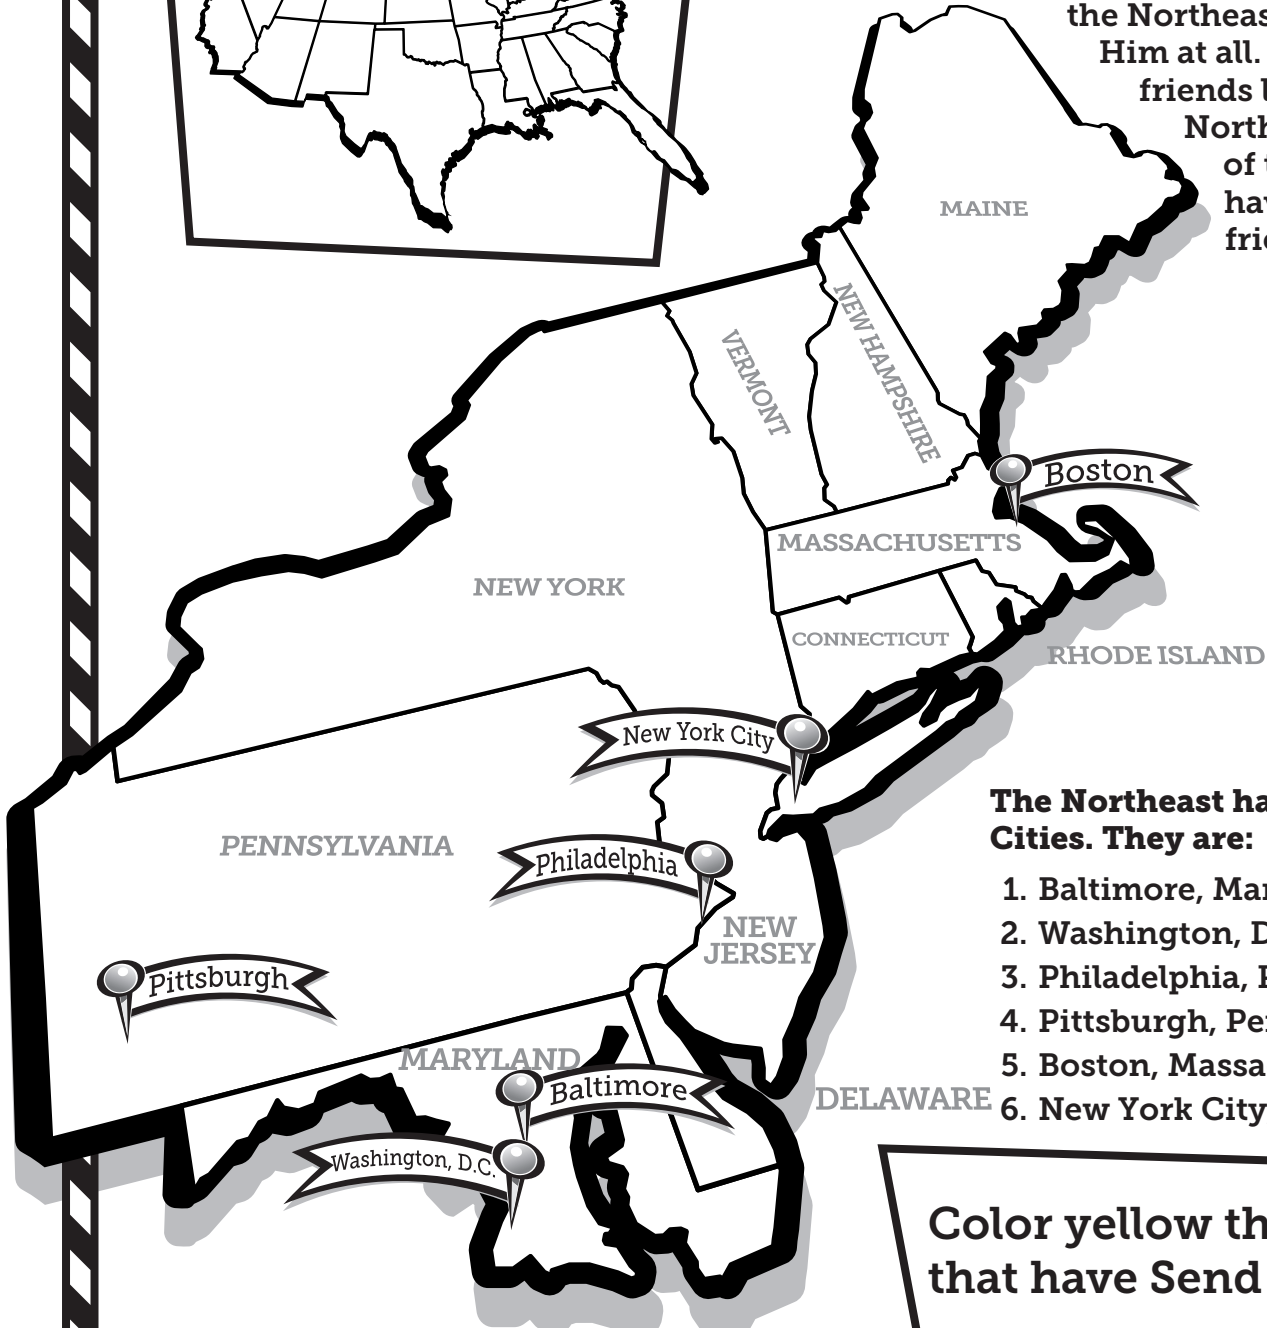 the Northeas
Him at all.
friends
North
of
hav
frie
MAINE
VERMONT
NEW HAMPSHIRE
Boston
MASSACHUSETTS
NEW YORK
CONNECTICUT
RHODE ISLAND
New York City
PENNSYLVANIA
Philadelphia
NEW
JERSEY
Pittsburgh
MARYLAND
Baltimore
DELAWARE
Washington, D.C.
The Northeast ha
Cities. They are:
1. Baltimore, Mar
2. Washington, D
3. Philadelphia, P
4. Pittsburgh, Pe
5. Boston, Massa
6. New York City
Color yellow th
that have Send